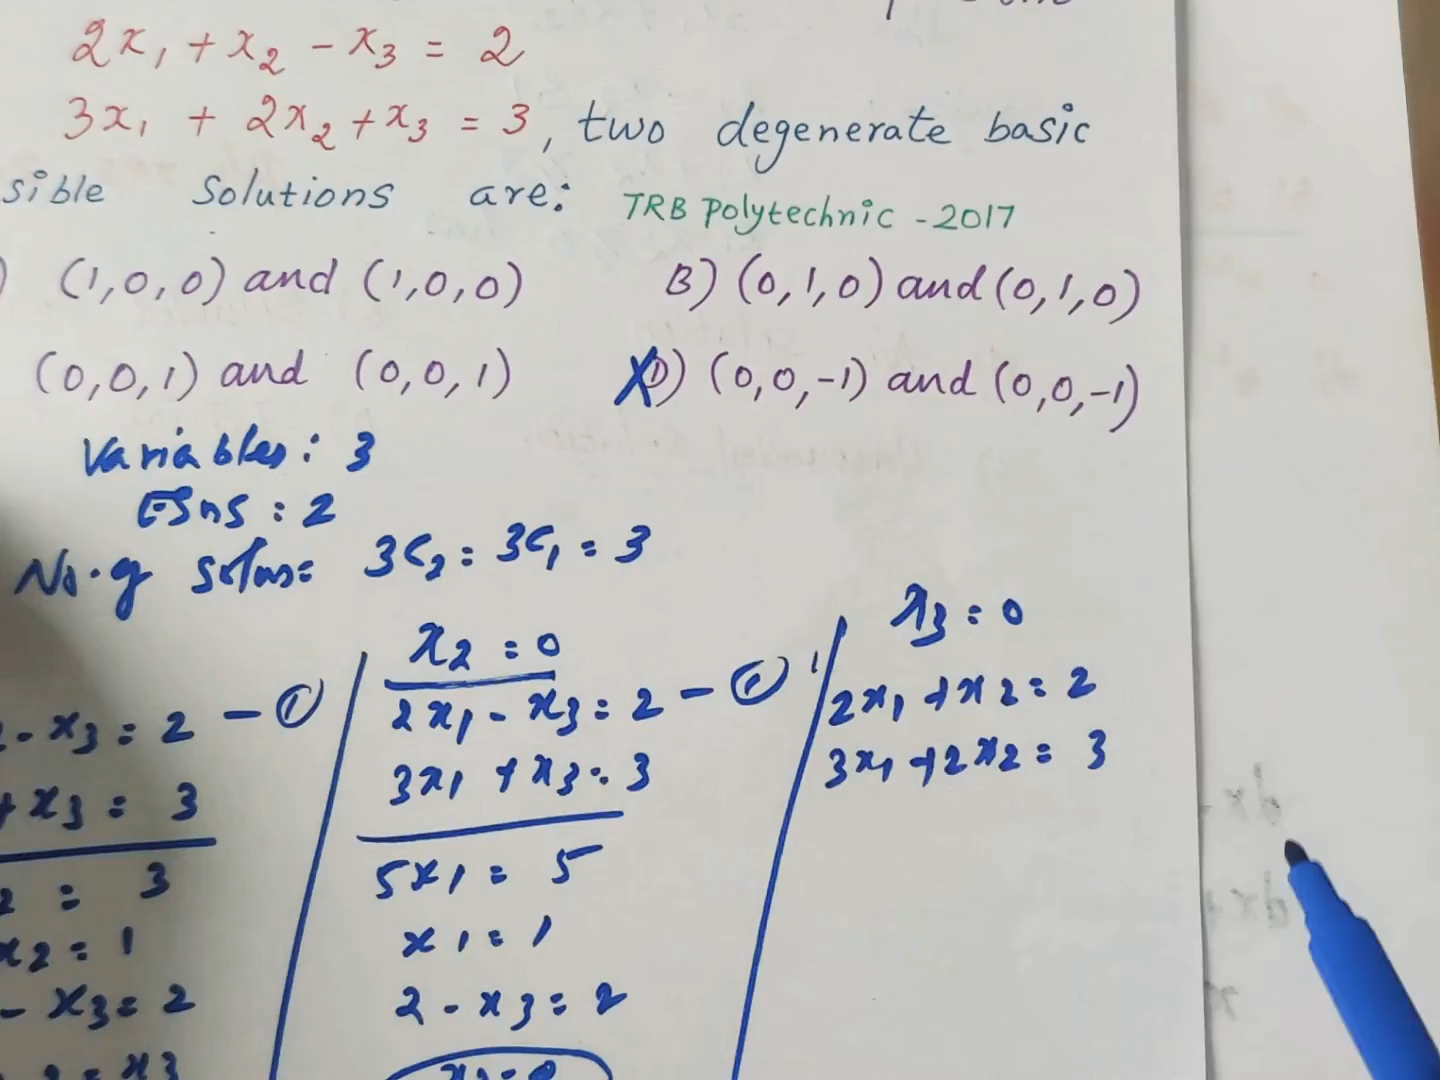 2x₁ + x₂ - x₃ = 2
3x₁ + 2x₂ + x₃ = 3, two degenerate basic
sible Solutions are: TRB Polytechnic - 2017
) (1,0,0) and (1,0,0) B) (0,1,0) and (0,1,0)
(0,0,1) and (0,0,1) D) (0,0,-1) and (0,0,-1)
Variables: 3
Eqns: 2
No. of solns = 3C₂ = 3C₁ = 3
x₂ = 0
x₃ = 0
- x₃ = 2 - ①
2x₁ - x₃ = 2 - ①
2x₁ + x₂ = 2
+ x₃ = 3
3x₁ + x₃ = 3
3x₁ + 2x₂ = 3
2 = 3
5x₁ = 5
x₂ = 1
x₁ = 1
- x₃ = 2
2 - x₃ = 2